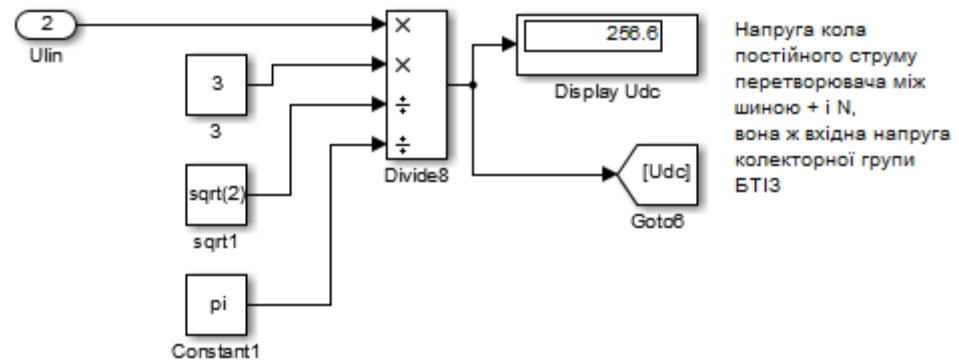 2
Ulin
3
3
sqrt(2)
sqrt1
pi
Constant1
×
×
÷
÷
Divide8
256.6
Display Udc
[Udc]
Goto6
Напруга кола
постійного струму
перетворювача між
шиною + і N,
вона ж вхідна напруга
колекторної групи
БТІЗ